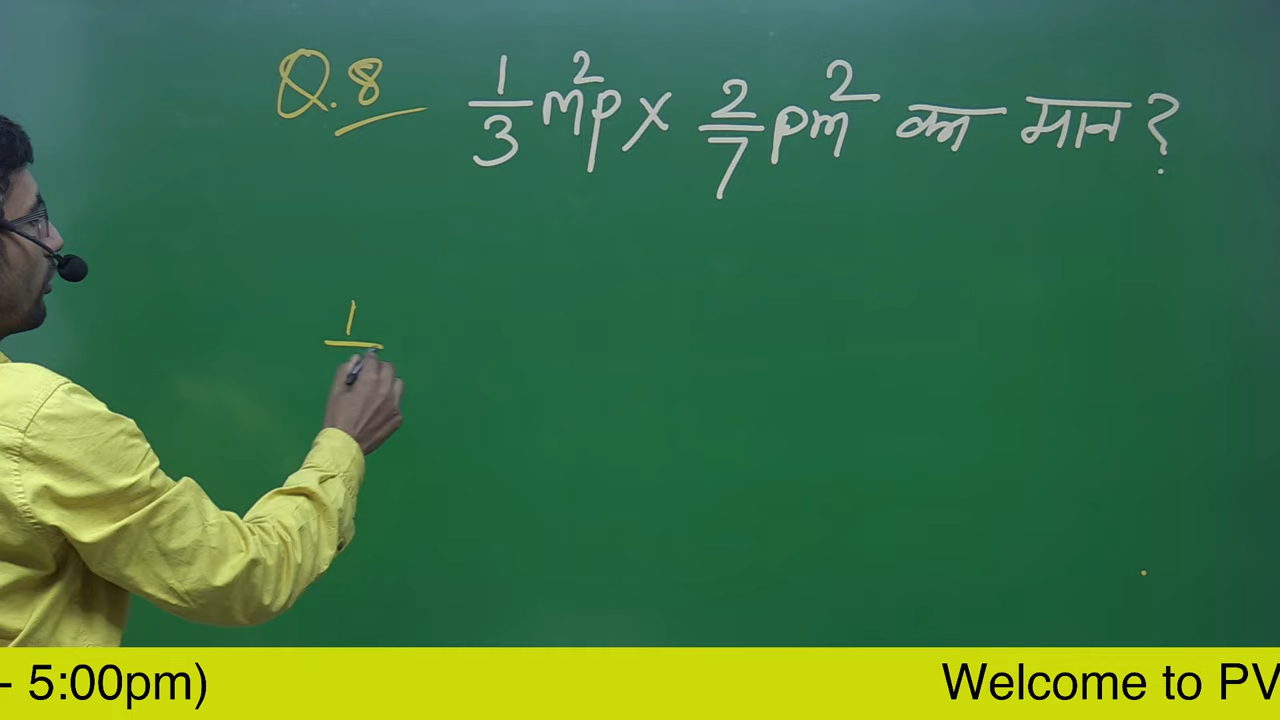 Q.8 1/3 m²p × 2/7 pm² का मान ?
1
- 5:00pm) Welcome to PV